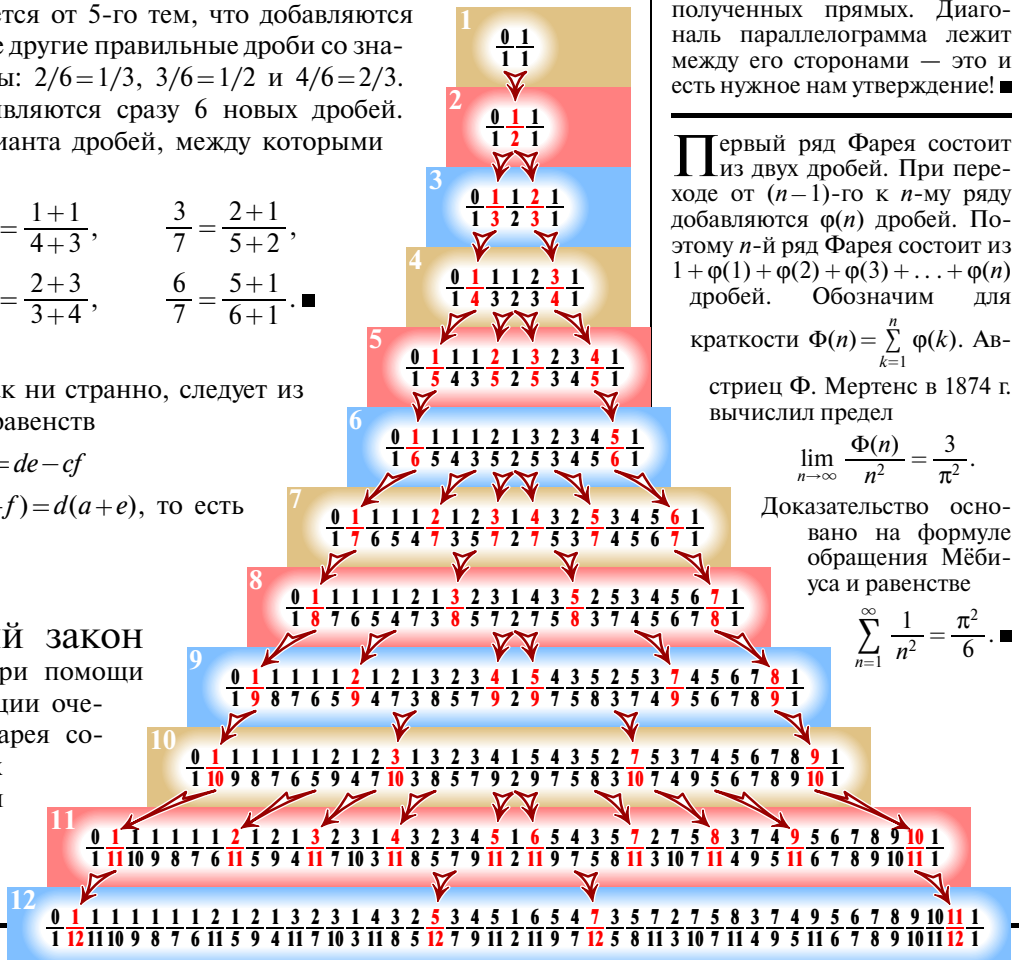 ется от 5-го тем, что добавляются
е другие правильные дроби со зна-
ы: 2/6=1/3, 3/6=1/2 и 4/6=2/3.
вляются сразу 6 новых дробей.
ианта дробей, между которыми
= (1+1)/(4+3), 3/7 = (2+1)/(5+2),
= (2+3)/(3+4), 6/7 = (5+1)/(6+1). ■
ак ни странно, следует из
равенств
=de−cf
f)=d(a+e), то есть
й закон
ри помощи
ции оче-
арея со-
1
0/1 1/1
2
0/1 1/2 1/1
3
0/1 1/3 1/2 2/3 1/1
4
0/1 1/4 1/3 1/2 2/3 3/4 1/1
5
0/1 1/5 1/4 1/3 2/5 1/2 3/5 2/3 3/4 4/5 1/1
6
0/1 1/6 1/5 1/4 1/3 2/5 1/2 3/5 2/3 3/4 4/5 5/6 1/1
7
0/1 1/7 1/6 1/5 1/4 2/7 1/3 2/5 3/7 1/2 4/7 3/5 2/3 5/7 3/4 4/5 5/6 6/7 1/1
8
0/1 1/8 1/7 1/6 1/5 1/4 2/7 1/3 3/8 2/5 3/7 1/2 4/7 3/5 5/8 2/3 5/7 3/4 4/5 5/6 6/7 7/8 1/1
9
0/1 1/9 1/8 1/7 1/6 1/5 2/9 1/4 2/7 1/3 3/8 2/5 3/7 4/9 1/2 5/9 4/7 3/5 5/8 2/3 5/7 3/4 7/9 4/5 5/6 6/7 7/8 8/9 1/1
10
0/1 1/10 1/9 1/8 1/7 1/6 1/5 2/9 1/4 2/7 3/10 1/3 3/8 2/5 3/7 4/9 1/2 5/9 4/7 3/5 5/8 2/3 7/10 5/7 3/4 7/9 4/5 5/6 6/7 7/8 8/9 9/10 1/1
11
0/1 1/11 1/10 1/9 1/8 1/7 1/6 2/11 1/5 2/9 1/4 3/11 2/7 3/10 1/3 4/11 3/8 2/5 3/7 4/9 5/11 1/2 6/11 5/9 4/7 3/5 5/8 7/11 2/3 7/10 5/7 8/11 3/4 7/9 4/5 9/11 5/6 6/7 7/8 8/9 9/10 10/11 1/1
12
0/1 1/12 1/11 1/10 1/9 1/8 1/7 1/6 2/11 1/5 2/9 1/4 3/11 2/7 3/10 1/3 4/11 3/8 2/5 5/12 3/7 4/9 5/11 1/2 6/11 5/9 4/7 7/12 3/5 5/8 7/11 2/3 7/10 5/7 8/11 3/4 7/9 4/5 9/11 5/6 6/7 7/8 8/9 9/10 10/11 11/12 1/1
полученных прямых. Диаго-
наль параллелограмма лежит
между его сторонами — это и
есть нужное нам утверждение! ■
Первый ряд Фарея состоит
из двух дробей. При пере-
ходе от (n−1)-го к n-му ряду
добавляются φ(n) дробей. По-
этому n-й ряд Фарея состоит из
1+φ(1)+φ(2)+φ(3)+...+φ(n)
дробей. Обозначим для
краткости Φ(n)= ∑_{k=1}^{n} φ(k). Ав-
стриец Ф. Мертенс в 1874 г.
вычислил предел
lim_{n→∞} Φ(n)/n² = 3/π².
Доказательство осно-
вано на формуле
обращения Мёби-
уса и равенстве
∑_{n=1}^{∞} 1/n² = π²/6. ■